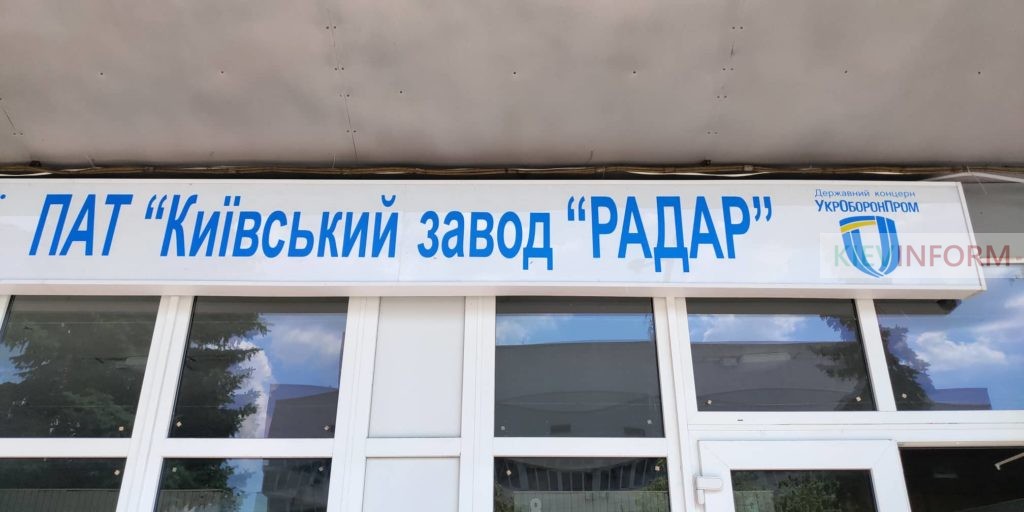 ПАТ “Київський завод “РАДАР”
Державний концерн
УКРОБОРОНПРОМ
KIEVINFORM